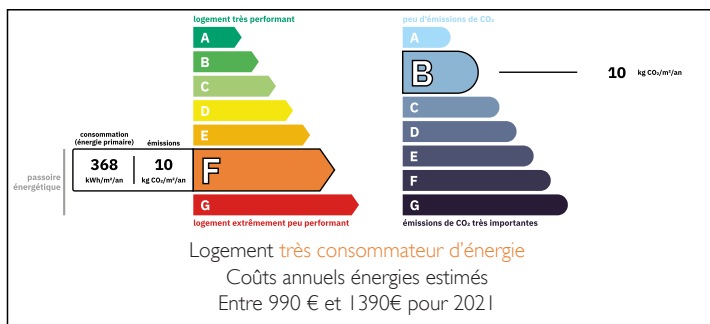 logement très performant
A
B
C
D
E
consommation
(énergie primaire)
émissions
368
kWh/m²/an
10
kg CO₂/m²/an
F
passoire
énergétique
G
logement extrêmement peu performant
peu d'émissions de CO₂
A
B
10 kg CO₂/m²/an
C
D
E
F
G
émissions de CO₂ très importantes
Logement très consommateur d'énergie
Coûts annuels énergies estimés
Entre 990 € et 1390€ pour 2021